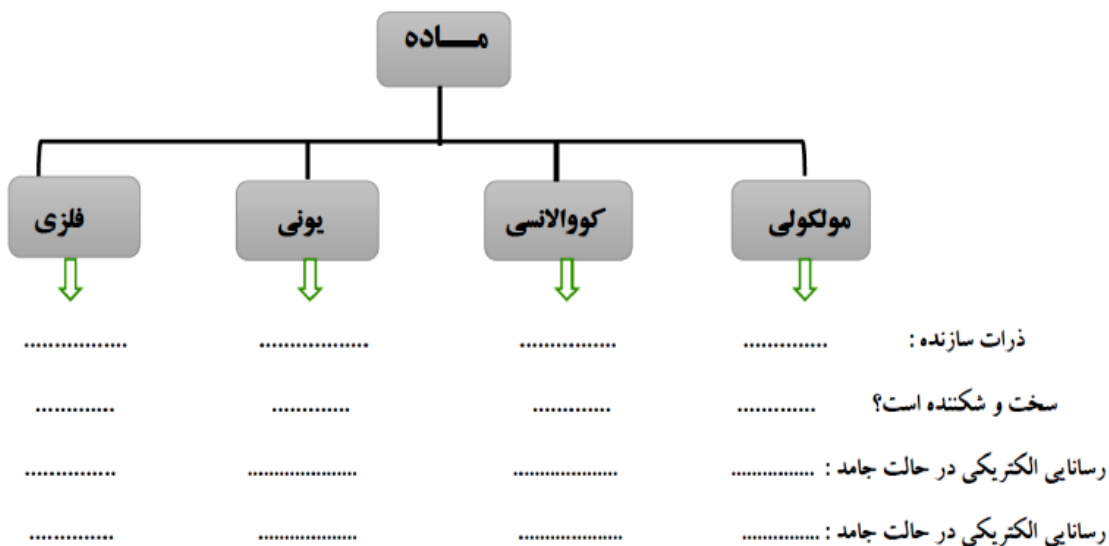 مـــاده
مولکولی کووالانسی یونی فلزی
ذرات سازنده : .............. ................ .................. .................
سخت و شکننده است؟ ............. ............. ............. .............
رسانایی الکتریکی در حالت جامد : ................ ..................... .................... ...............
رسانایی الکتریکی در حالت جامد : ............... .................... ................... ..............